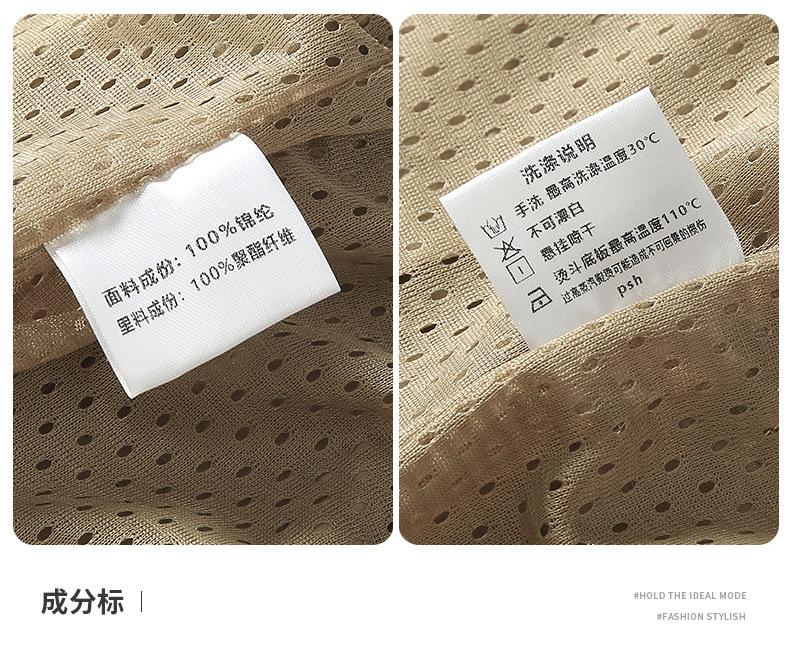 面料成份：100%锦纶
里料成份：100%聚酯纤维
洗涤说明
手洗 最高洗涤温度30℃
不可漂白
悬挂晾干
熨斗底板最高温度110℃
过高蒸汽熨烫可能造成不可回复的损伤
psh
成分标
#HOLD THE IDEAL MODE
#FASHION STYLISH